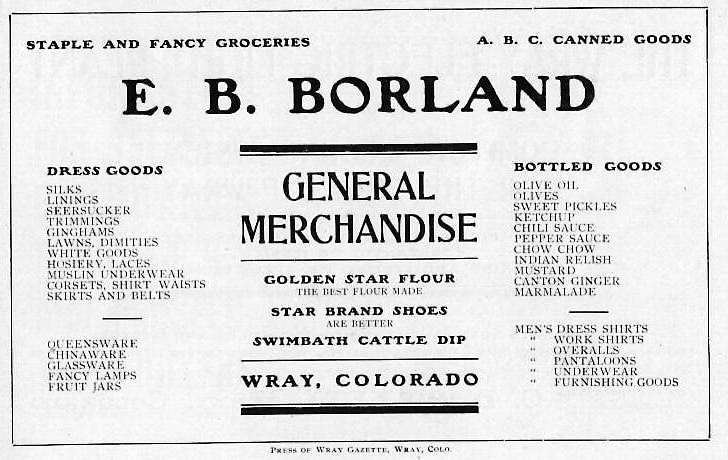 STAPLE AND FANCY GROCERIES
A. B. C. CANNED GOODS
E. B. BORLAND
DRESS GOODS
SILKS
LININGS
SEERSUCKER
TRIMMINGS
GINGHAMS
LAWNS, DIMITIES
WHITE GOODS
HOSIERY, LACES
MUSLIN UNDERWEAR
CORSETS, SHIRT WAISTS
SKIRTS AND BELTS
QUEENSWARE
CHINAWARE
GLASSWARE
FANCY LAMPS
FRUIT JARS
GENERAL
MERCHANDISE
GOLDEN STAR FLOUR
THE BEST FLOUR MADE
STAR BRAND SHOES
ARE BETTER
SWIMBATH CATTLE DIP
WRAY, COLORADO
BOTTLED GOODS
OLIVE OIL
OLIVES
SWEET PICKLES
KETCHUP
CHILI SAUCE
PEPPER SAUCE
CHOW CHOW
INDIAN RELISH
MUSTARD
CANTON GINGER
MARMALADE
MEN'S DRESS SHIRTS
" WORK SHIRTS
" OVERALLS
" PANTALOONS
" UNDERWEAR
" FURNISHING GOODS
PRESS OF WRAY GAZETTE, WRAY, COLO.